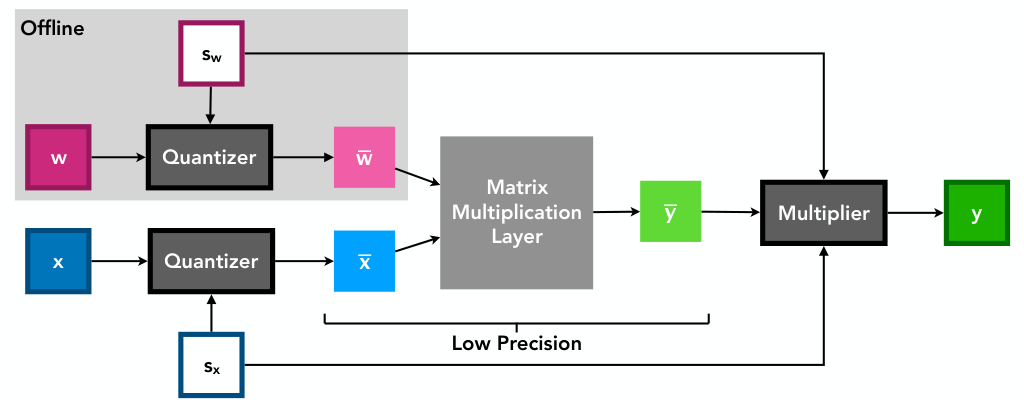 Offline
sw
w
Quantizer
w̅
Matrix
Multiplication
Layer
y̅
Multiplier
y
x
Quantizer
x̅
Low Precision
sx